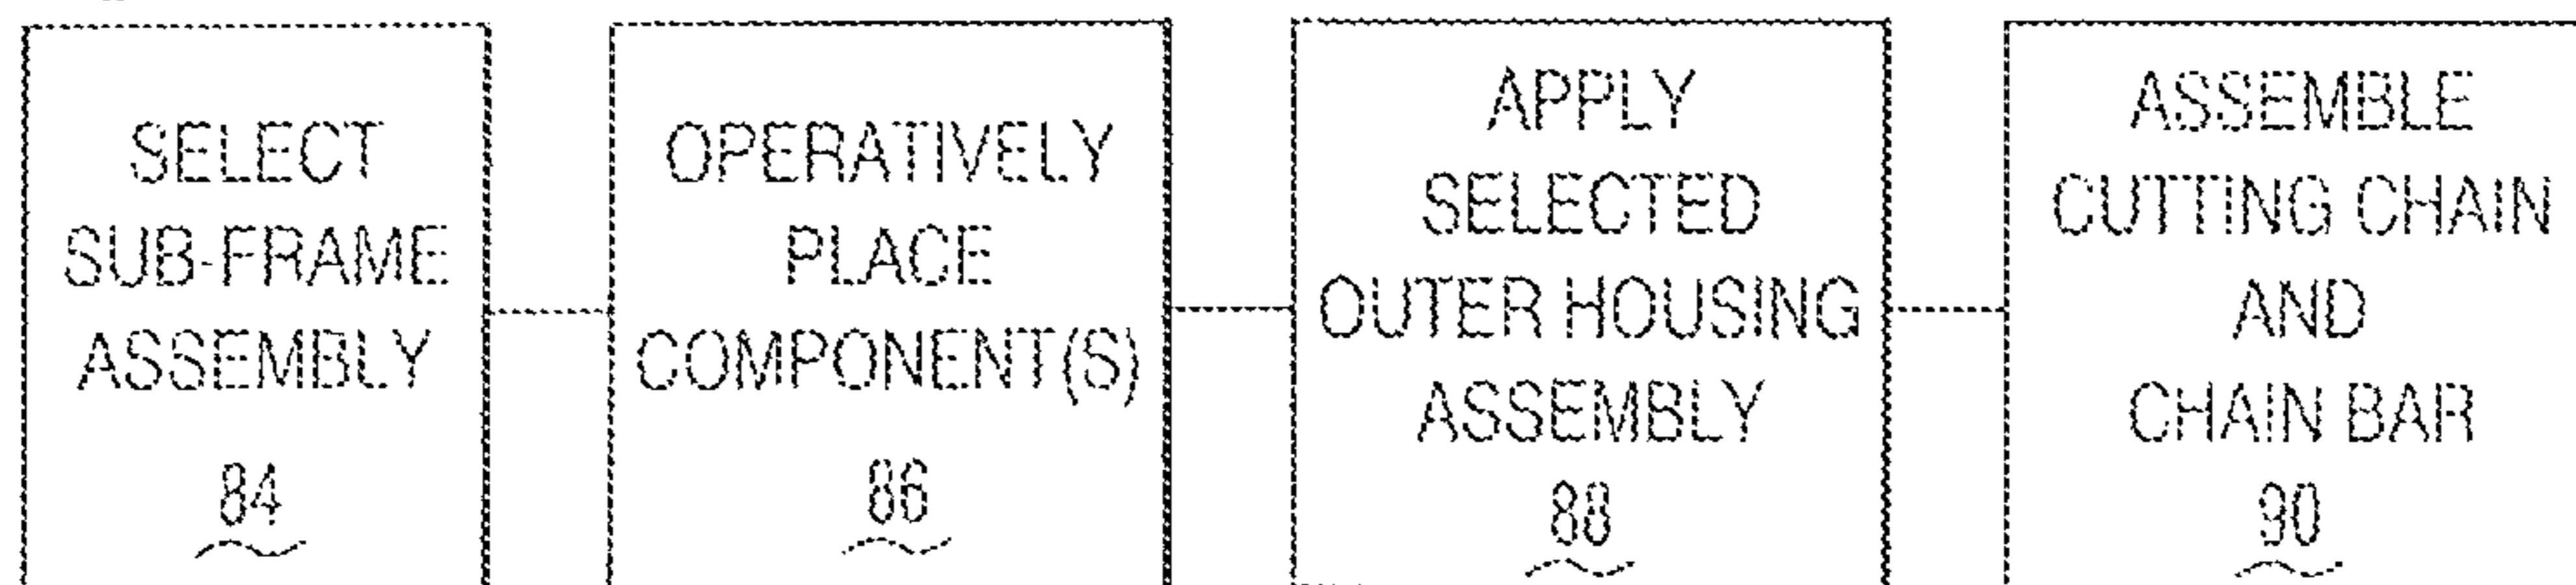 SELECT
SUB-FRAME
ASSEMBLY
84
OPERATIVELY
PLACE
COMPONENT(S)
86
APPLY
SELECTED
OUTER HOUSING
ASSEMBLY
88
ASSEMBLE
CUTTING CHAIN
AND
CHAIN BAR
90